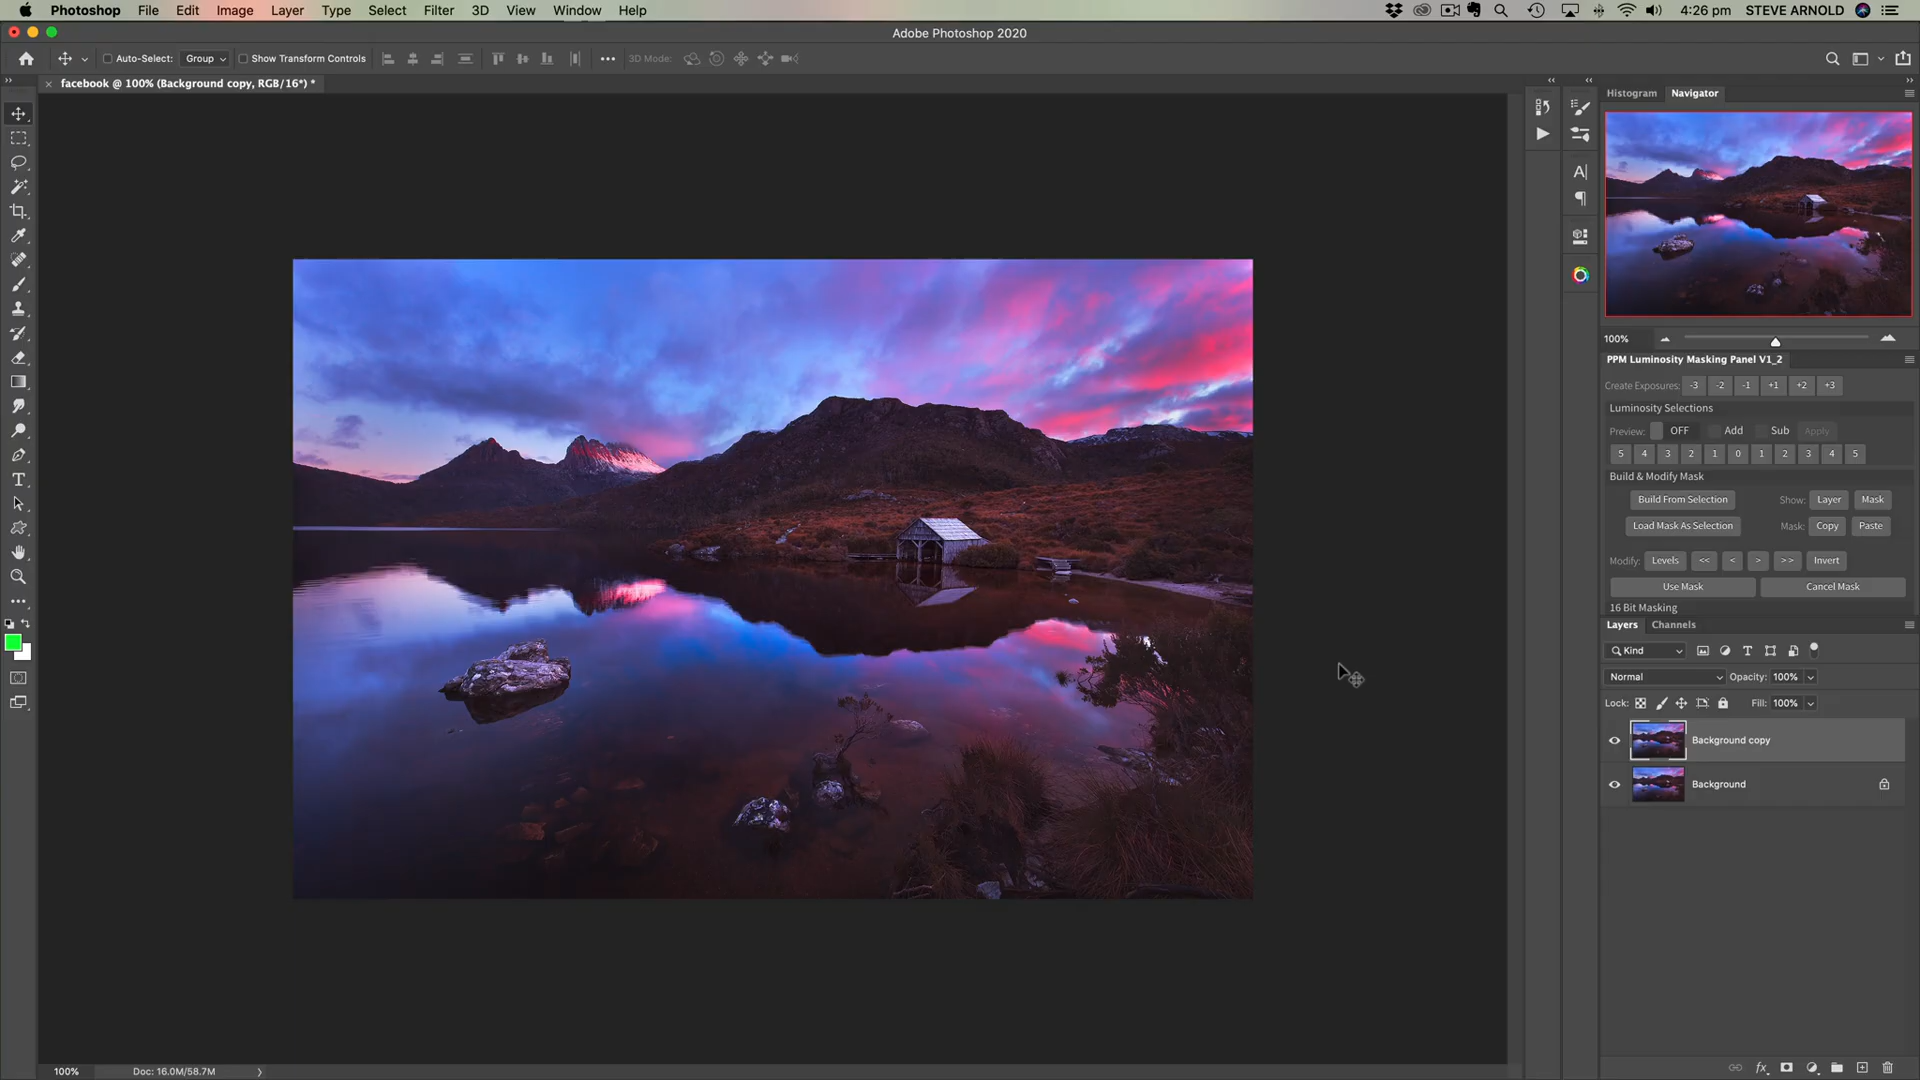 Photoshop File Edit Image Layer Type Select Filter 3D View Window Help 4:26 pm STEVE ARNOLD
Adobe Photoshop 2020
Auto-Select: Group Show Transform Controls 3D Mode:
facebook @ 100% (Background copy, RGB/16*) *
Histogram Navigator
100%
PPM Luminosity Masking Panel V1_2
Create Exposures: -3 -2 -1 +1 +2 +3
Luminosity Selections
Preview: OFF Add Sub Apply
5 4 3 2 1 0 1 2 3 4 5
Build & Modify Mask
Build From Selection Show: Layer Mask
Load Mask As Selection Mask: Copy Paste
Modify: Levels << < > >> Invert
Use Mask Cancel Mask
16 Bit Masking
Layers Channels
Kind
Normal Opacity: 100%
Lock: Fill: 100%
Background copy
Background
100% Doc: 16.0M/58.7M